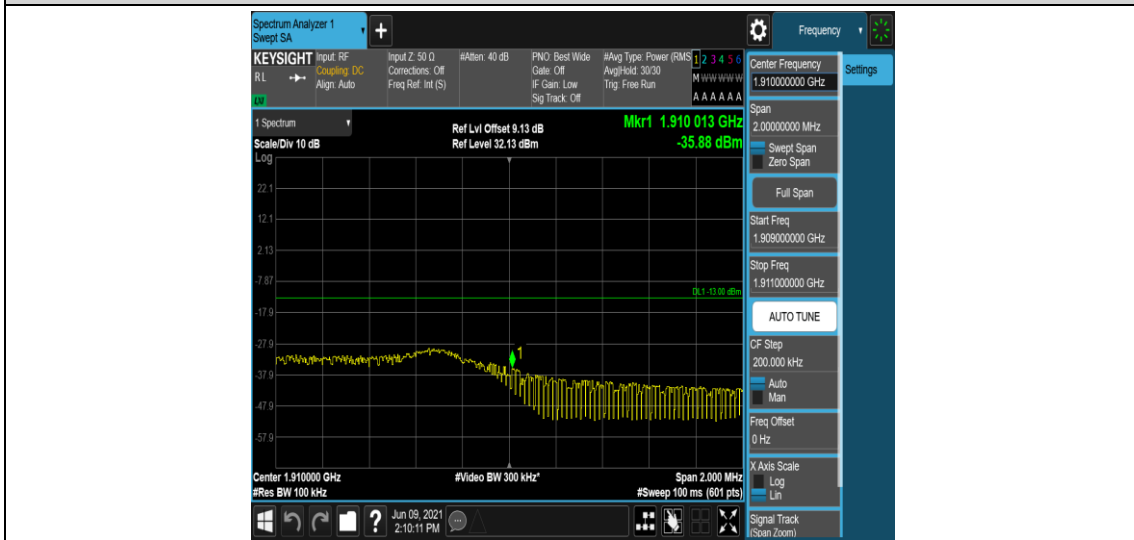 Spectrum Analyzer 1
Swept SA
+
Frequency
KEYSIGHT
RL
Input: RF
Coupling: DC
Align: Auto
Input Z: 50 Ω
Corrections: Off
Freq Ref: Int (S)
#Atten: 40 dB
PNO: Best Wide
Gate: Off
IF Gain: Low
Sig Track: Off
#Avg Type: Power (RMS
Avg|Hold: 30/30
Trig: Free Run
1 2 3 4 5 6
M W W W W W
A A A A A A
1 Spectrum
Scale/Div 10 dB
Log
Ref Lvl Offset 9.13 dB
Ref Level 32.13 dBm
Mkr1 1.910 013 GHz
-35.88 dBm
22.1
12.1
2.13
-7.87
-17.9
-27.9
-37.9
-47.9
-57.9
DL1 -13.00 dBm
1
Center 1.910000 GHz
#Res BW 100 kHz
#Video BW 300 kHz*
Span 2.000 MHz
#Sweep 100 ms (601 pts)
Center Frequency
1.910000000 GHz
Settings
Span
2.00000000 MHz
Swept Span
Zero Span
Full Span
Start Freq
1.909000000 GHz
Stop Freq
1.911000000 GHz
AUTO TUNE
CF Step
200.000 kHz
Auto
Man
Freq Offset
0 Hz
X Axis Scale
Log
Lin
Signal Track
(Span Zoom)
?
Jun 09, 2021
2:10:11 PM